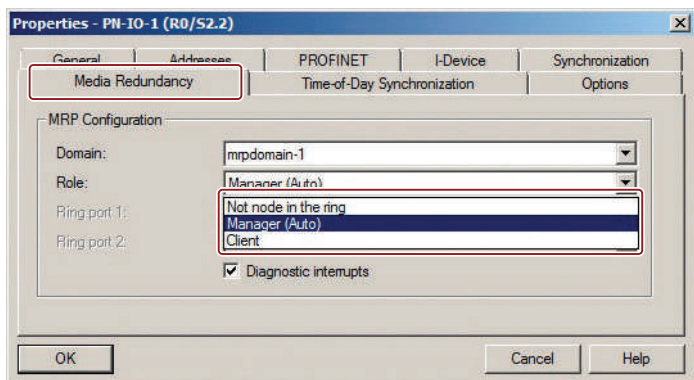 Properties - PN-IO-1 (R0/S2.2)
General Addresses PROFINET I-Device Synchronization
Media Redundancy Time-of-Day Synchronization Options
MRP Configuration
Domain: mrpdomain-1
Role: Manager (Auto)
Ring port 1: Not node in the ring
Manager (Auto)
Ring port 2: Client
Diagnostic interrupts
OK Cancel Help